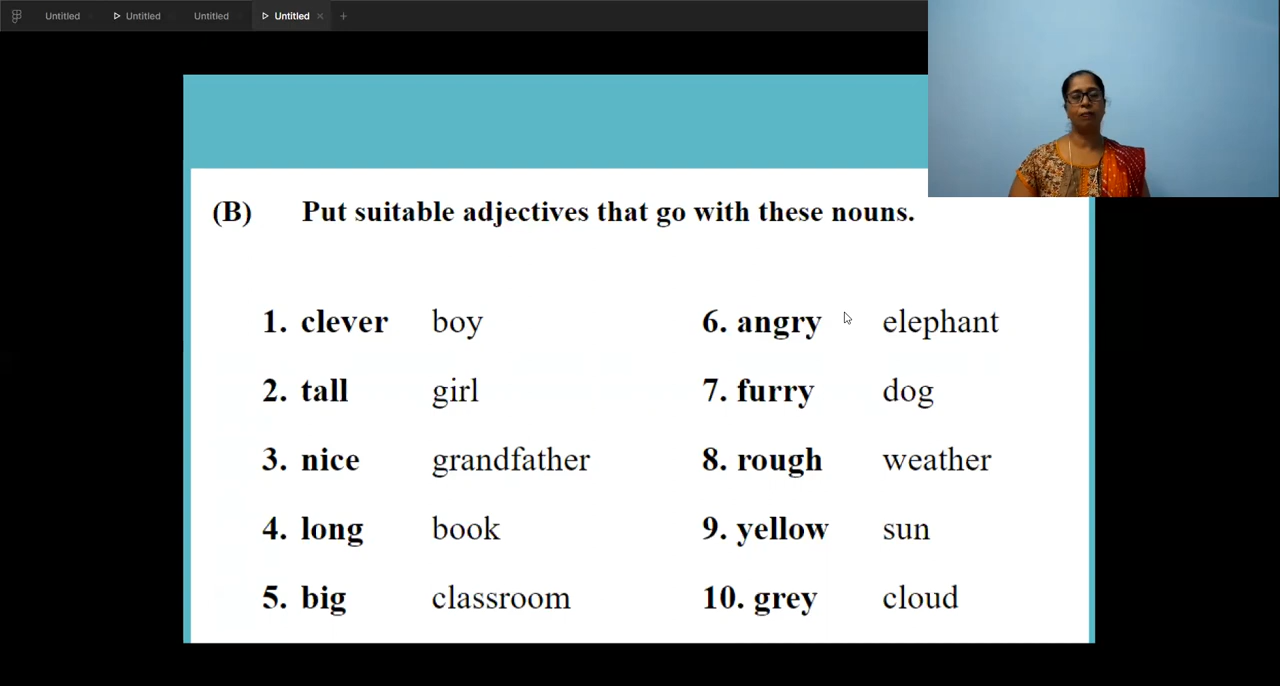 Untitled Untitled Untitled Untitled
(B) Put suitable adjectives that go with these nouns.
1. clever boy
2. tall girl
3. nice grandfather
4. long book
5. big classroom
6. angry elephant
7. furry dog
8. rough weather
9. yellow sun
10. grey cloud